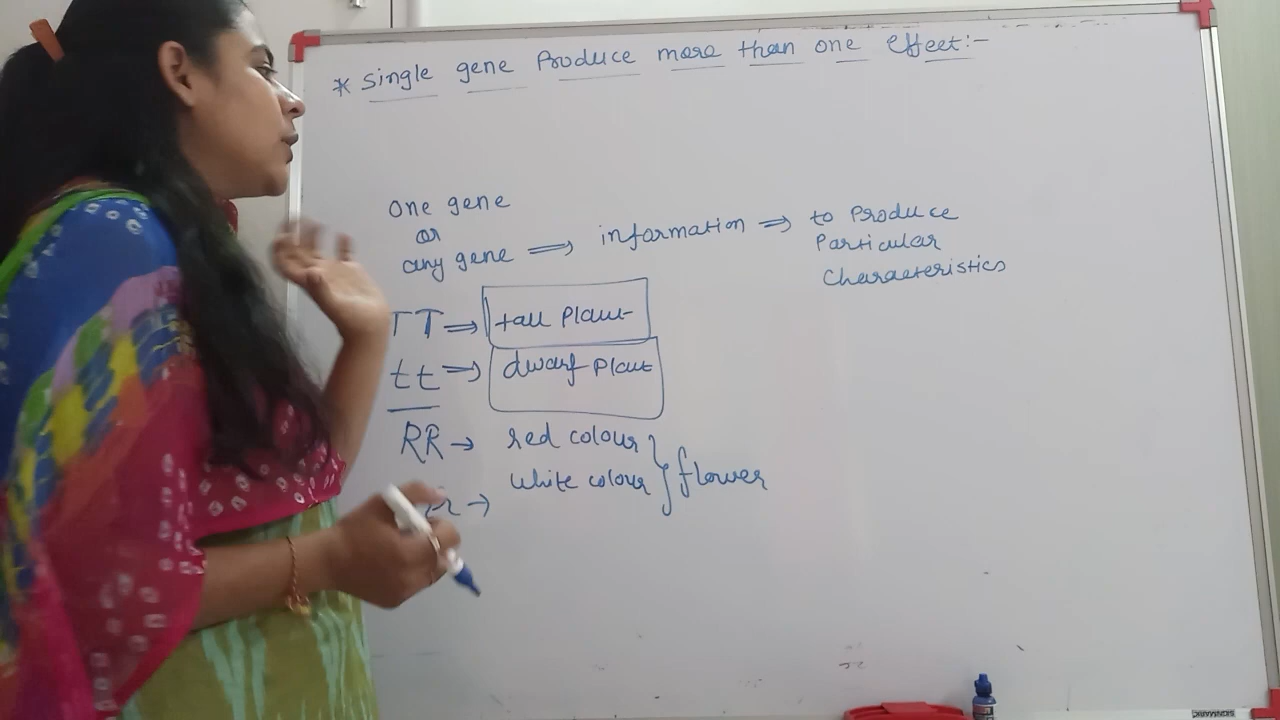 * Single gene Produce more than one effect:-
One gene
or
any gene ⇒ information ⇒ to Produce
Particular
Characteristics
TT ⇒ tall Plant
tt ⇒ dwarf Plant
RR → red colour
White colour } flower